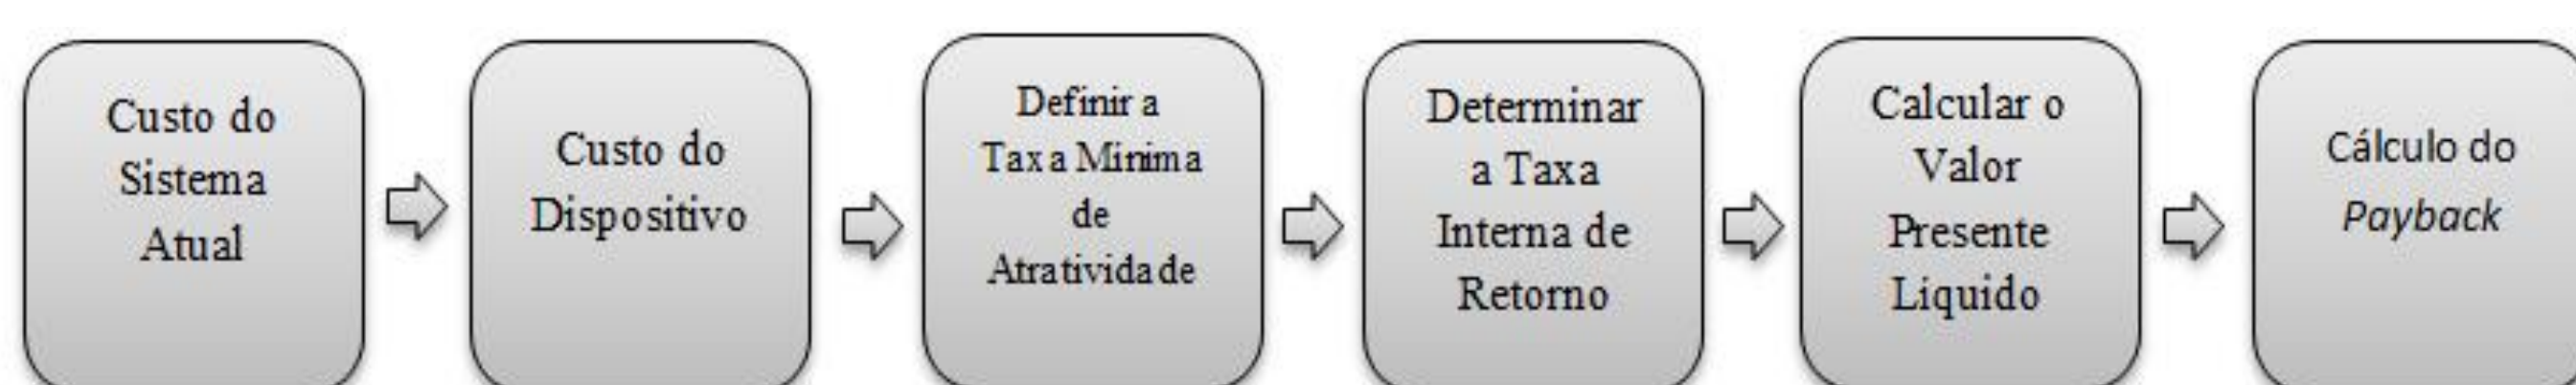 Custo do
Sistema
Atual
Custo do
Dispositivo
Definir a
Taxa Minima
de
Atratividade
Determinar
a Taxa
Interna de
Retorno
Calcular o
Valor
Presente
Liquido
Cálculo do
Payback